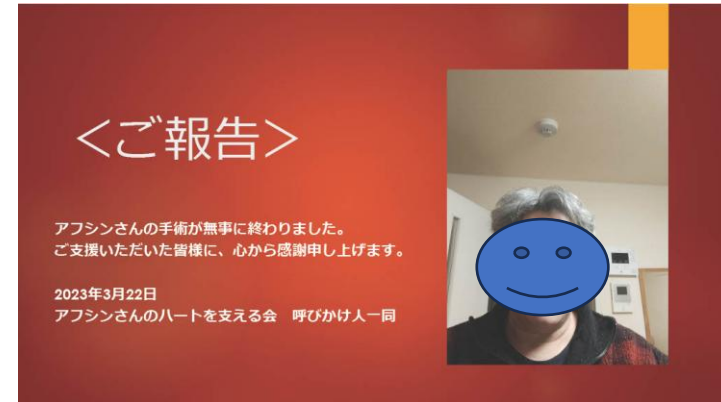 ＜ご報告＞
アフシンさんの手術が無事に終わりました。
ご支援いただいた皆様に、心から感謝申し上げます。
2023年3月22日
アフシンさんのハートを支える会　呼びかけ人一同